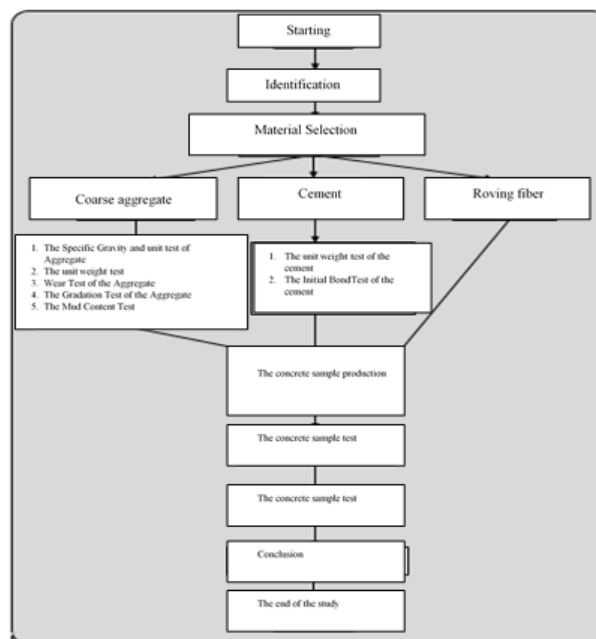 Starting
Identification
Material Selection
Coarse aggregate
Cement
Roving fiber
1. The Specific Gravity and unit test of
Aggregate
2. The unit weight test
3. Wear Test of the Aggregate
4. The Gradation Test of the Aggregate
5. The Mud Content Test
1. The unit weight test of the
cement
2. The Initial BondTest of the
cement
The concrete sample production
The concrete sample test
The concrete sample test
Conclusion
The end of the study